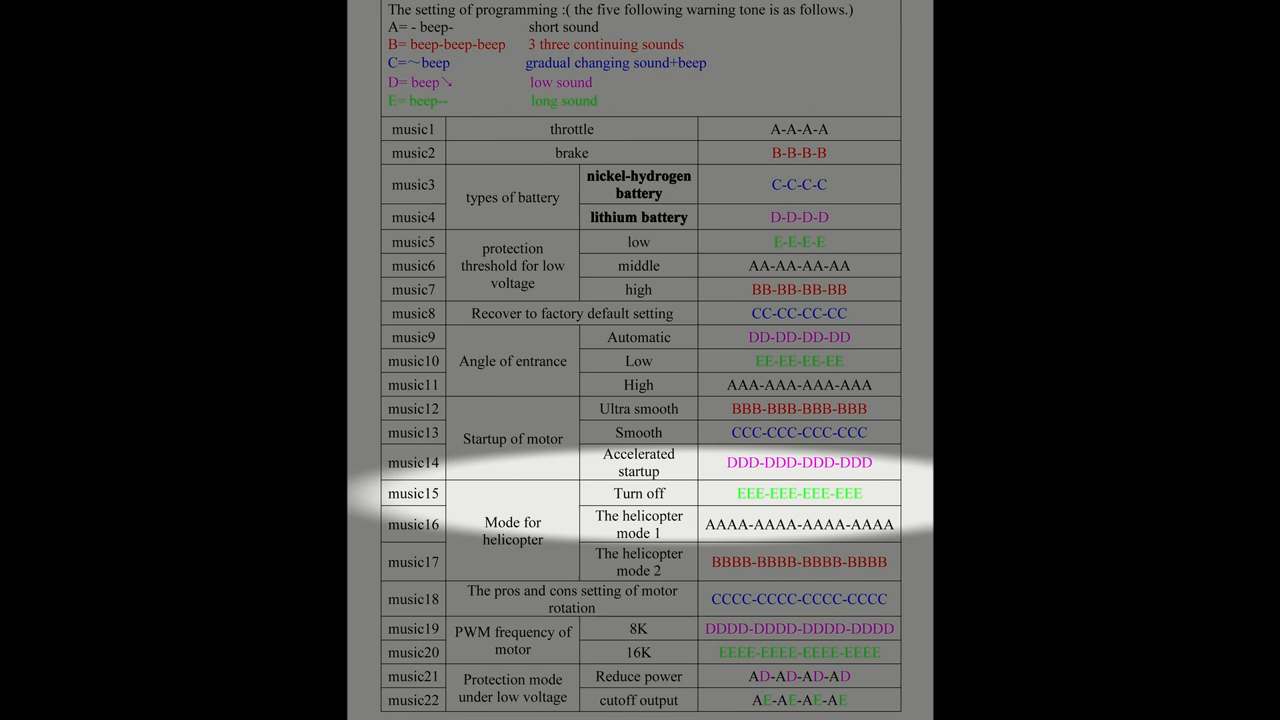 The setting of programming :( the five following warning tone is as follows.)
A= - beep- short sound
B= beep-beep-beep 3 three continuing sounds
C=～beep gradual changing sound+beep
D= beep↘ low sound
E= beep-- long sound
music1 throttle A-A-A-A
music2 brake B-B-B-B
music3 types of battery nickel-hydrogen battery C-C-C-C
music4 lithium battery D-D-D-D
music5 protection threshold for low voltage low E-E-E-E
music6 middle AA-AA-AA-AA
music7 high BB-BB-BB-BB
music8 Recover to factory default setting CC-CC-CC-CC
music9 Angle of entrance Automatic DD-DD-DD-DD
music10 Low EE-EE-EE-EE
music11 High AAA-AAA-AAA-AAA
music12 Startup of motor Ultra smooth BBB-BBB-BBB-BBB
music13 Smooth CCC-CCC-CCC-CCC
music14 Accelerated startup DDD-DDD-DDD-DDD
music15 Mode for helicopter Turn off EEE-EEE-EEE-EEE
music16 The helicopter mode 1 AAAA-AAAA-AAAA-AAAA
music17 The helicopter mode 2 BBBB-BBBB-BBBB-BBBB
music18 The pros and cons setting of motor rotation CCCC-CCCC-CCCC-CCCC
music19 PWM frequency of motor 8K DDDD-DDDD-DDDD-DDDD
music20 16K EEEE-EEEE-EEEE-EEEE
music21 Protection mode under low voltage Reduce power AD-AD-AD-AD
music22 cutoff output AE-AE-AE-AE